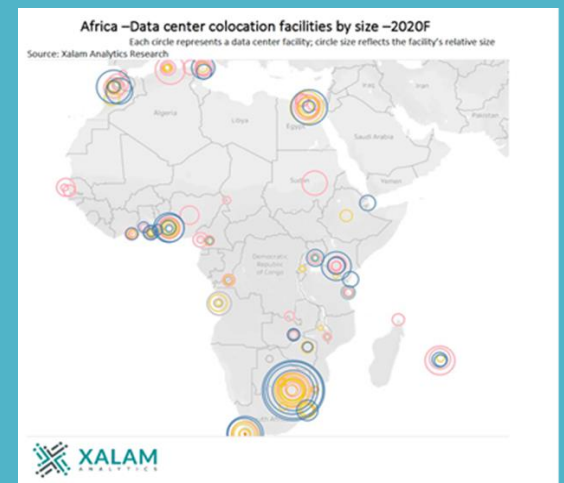 Africa –Data center colocation facilities by size –2020F
Each circle represents a data center facility; circle size reflects the facility's relative size
Source: Xalam Analytics Research
Iraq
Iran
Algeria
Libya
Egypt
Pakistan
Saudi Arabia
Sudan
Yemen
Democratic
Republic
of Congo
XALAM
ANALYTICS